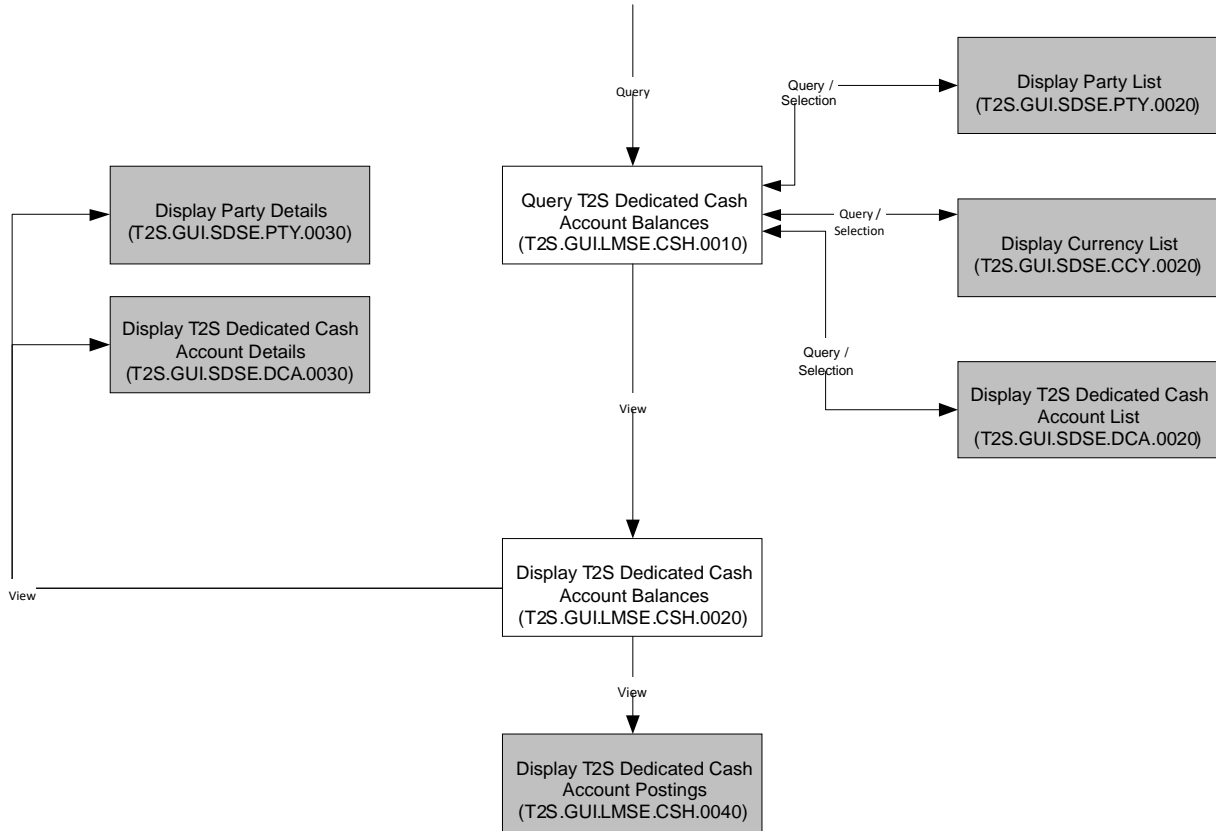 Query
Query /
Selection
Display Party List
(T2S.GUI.SDSE.PTY.0020)
Display Party Details
(T2S.GUI.SDSE.PTY.0030)
Query T2S Dedicated Cash
Account Balances
(T2S.GUI.LMSE.CSH.0010)
Query /
Selection
Display Currency List
(T2S.GUI.SDSE.CCY.0020)
Display T2S Dedicated Cash
Account Details
(T2S.GUI.SDSE.DCA.0030)
Query /
Selection
Display T2S Dedicated Cash
Account List
(T2S.GUI.SDSE.DCA.0020)
View
Display T2S Dedicated Cash
Account Balances
(T2S.GUI.LMSE.CSH.0020)
View
View
Display T2S Dedicated Cash
Account Postings
(T2S.GUI.LMSE.CSH.0040)